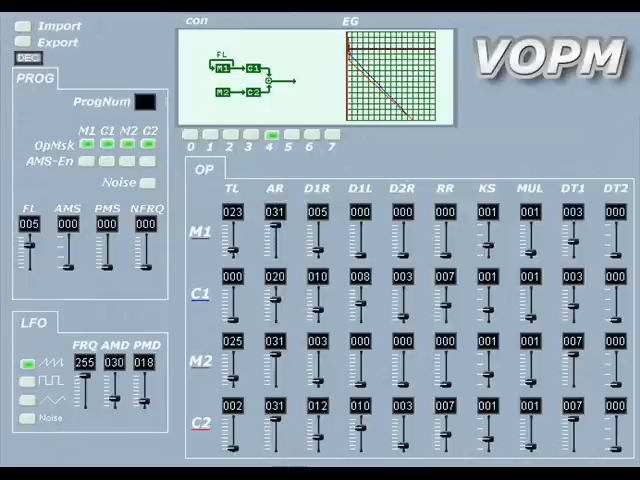 Import
Export
DEC
con
EG
VOPM
FL
M1 C1
M2 C2
PROG
ProgNum
M1 C1 M2 C2
OpMsk
AMS-En
Noise
0 1 2 3 4 5 6 7
FL AMS PMS NFRQ
005 000 000 000
OP
TL AR D1R D1L D2R RR KS MUL DT1 DT2
M1 023 031 005 000 000 000 001 001 003 000
C1 000 020 010 008 003 007 001 001 003 000
M2 025 031 003 000 003 000 001 001 007 000
C2 002 031 012 010 003 007 001 001 007 000
LFO
FRQ AMD PMD
255 030 018
Noise